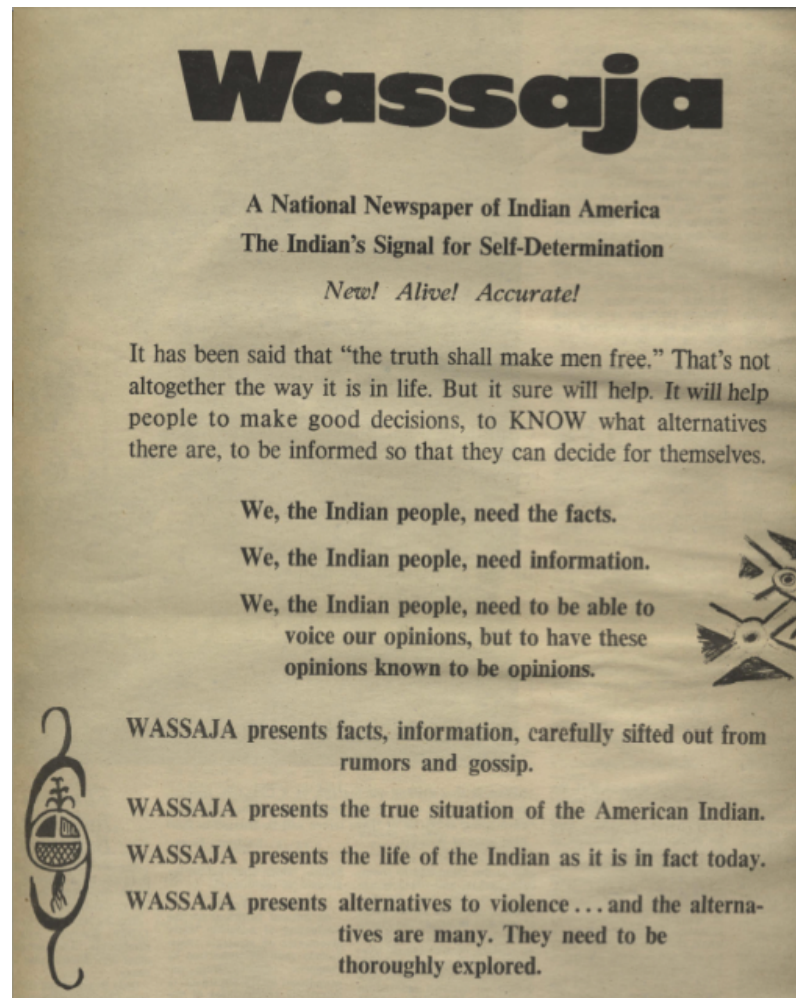 Wassaja
A National Newspaper of Indian America
The Indian's Signal for Self-Determination
New! Alive! Accurate!
It has been said that “the truth shall make men free.” That's not
altogether the way it is in life. But it sure will help. It will help
people to make good decisions, to KNOW what alternatives
there are, to be informed so that they can decide for themselves.
We, the Indian people, need the facts.
We, the Indian people, need information.
We, the Indian people, need to be able to
voice our opinions, but to have these
opinions known to be opinions.
WASSAJA presents facts, information, carefully sifted out from
rumors and gossip.
WASSAJA presents the true situation of the American Indian.
WASSAJA presents the life of the Indian as it is in fact today.
WASSAJA presents alternatives to violence ... and the alterna-
tives are many. They need to be
thoroughly explored.